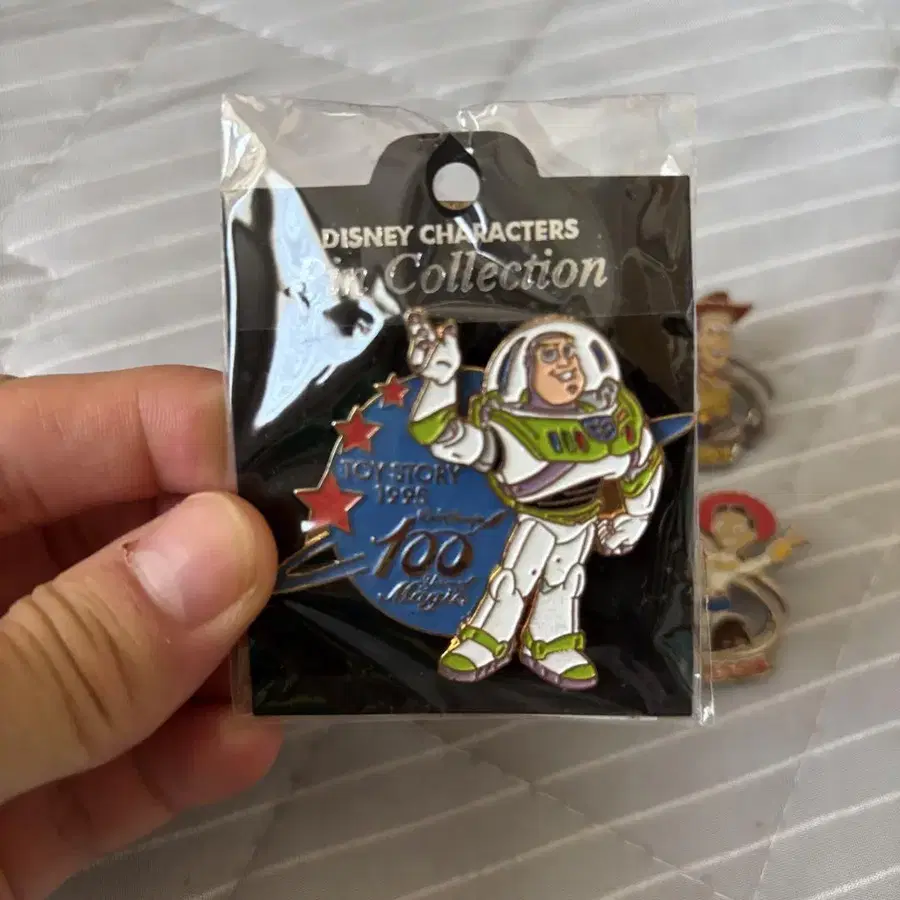 DISNEY CHARACTERS
Pin Collection
TOY STORY
1995
100
Magic